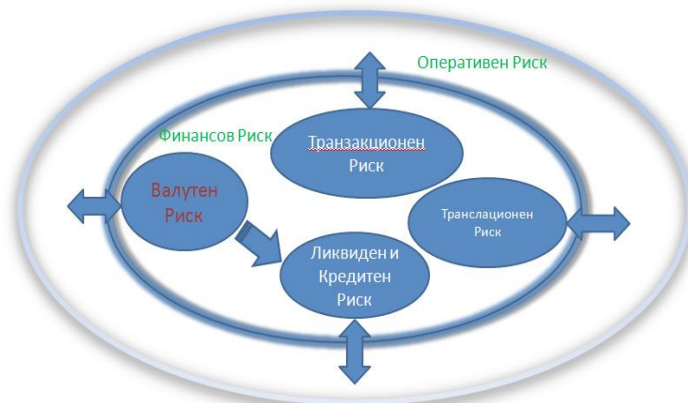 Оперативен Риск
Финансов Риск
Транзакционен
Риск
Валутен
Риск
Транслационен
Риск
Ликвиден и
Кредитен
Риск